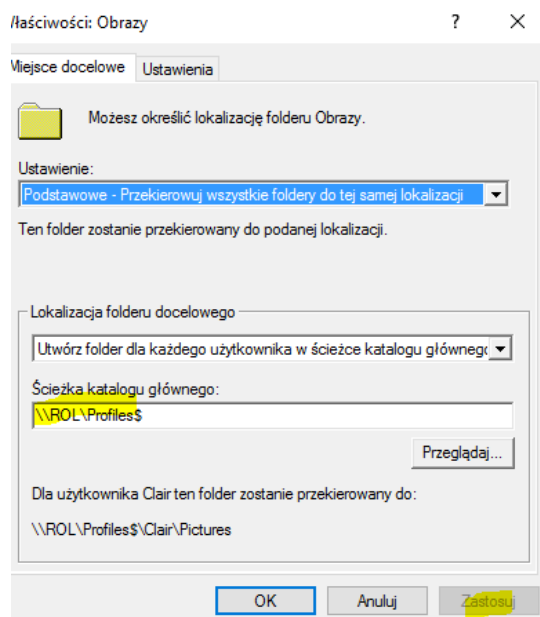 Właściwości: Obrazy ? ×
Miejsce docelowe Ustawienia
Możesz określić lokalizację folderu Obrazy.
Ustawienie:
Podstawowe - Przekierowuj wszystkie foldery do tej samej lokalizacji
Ten folder zostanie przekierowany do podanej lokalizacji.
Lokalizacja folderu docelowego
Utwórz folder dla każdego użytkownika w ścieżce katalogu głównego
Ścieżka katalogu głównego:
\\ROL\Profiles$
Przeglądaj...
Dla użytkownika Clair ten folder zostanie przekierowany do:
\\ROL\Profiles$\Clair\Pictures
OK Anuluj Zastosuj